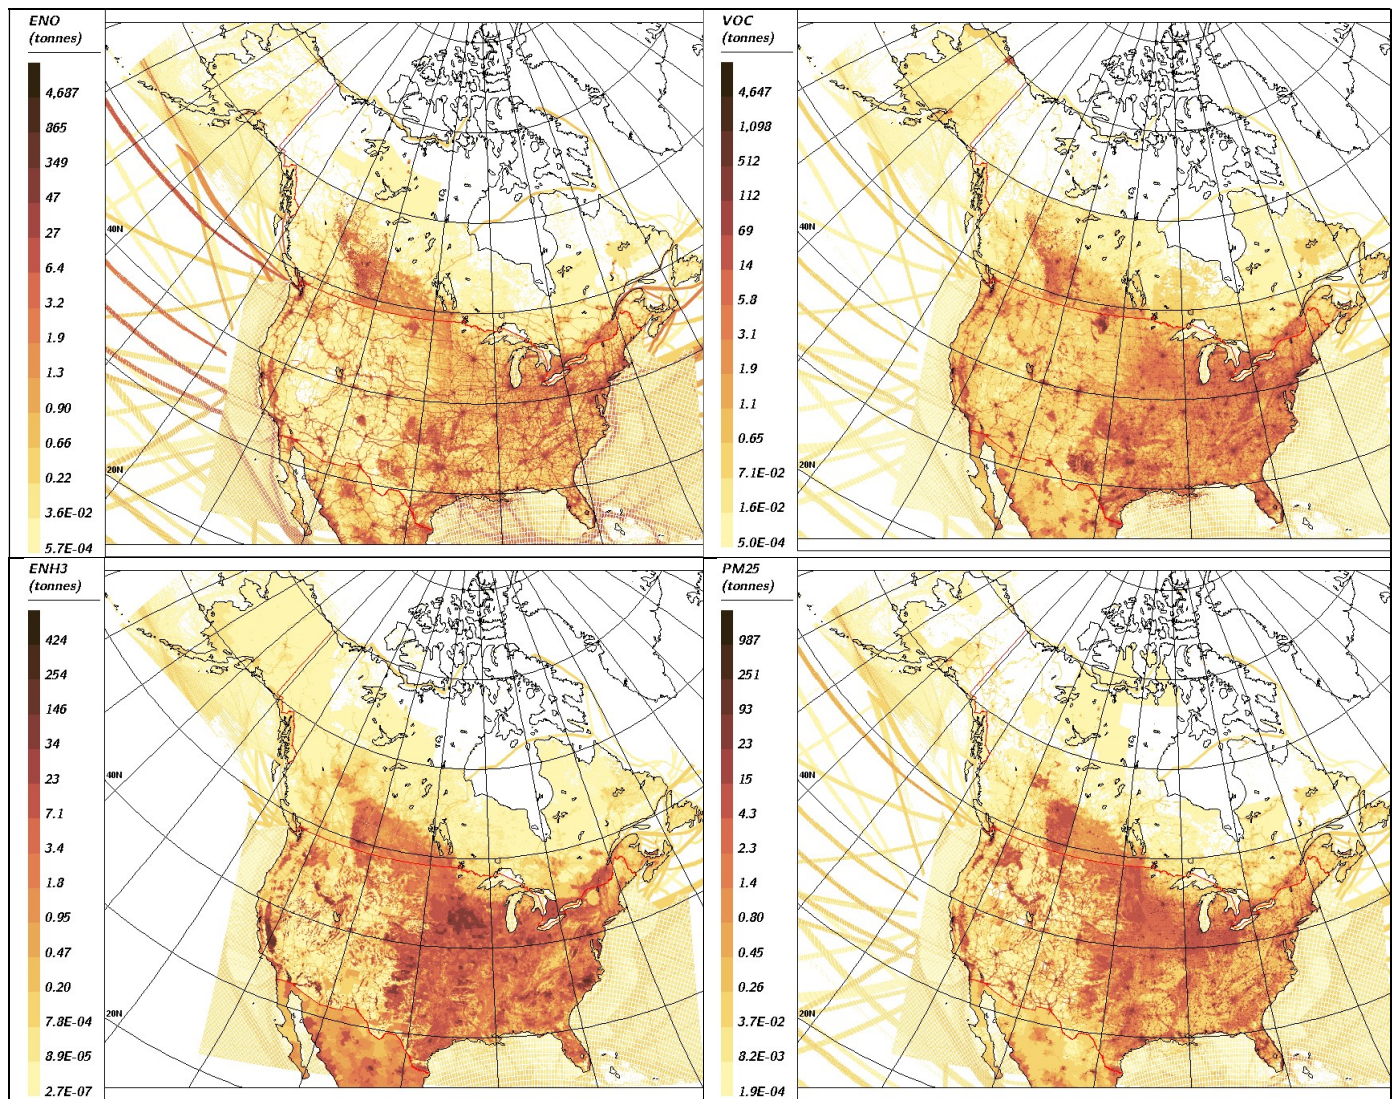 ENO
(tonnes)
4,687
865
349
47
27
6.4
3.2
1.9
1.3
0.90
0.66
0.22
3.6E-02
5.7E-04
40N
20N
VOC
(tonnes)
4,647
1,098
512
112
69
14
5.8
3.1
1.9
1.1
0.65
7.1E-02
1.6E-02
5.0E-04
40N
20N
ENH3
(tonnes)
424
254
146
34
23
7.1
3.4
1.8
0.95
0.47
0.20
7.8E-04
8.9E-05
2.7E-07
40N
20N
PM25
(tonnes)
987
251
93
23
15
4.3
2.3
1.4
0.80
0.45
0.26
3.7E-02
8.2E-03
1.9E-04
40N
20N